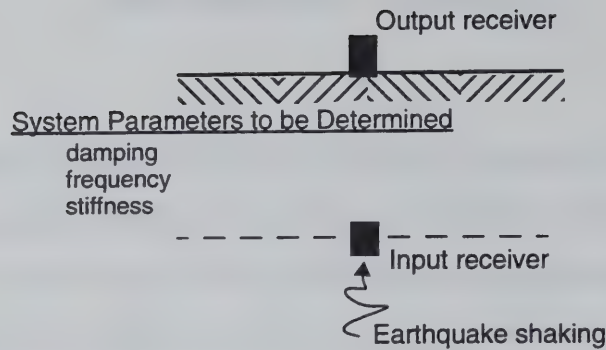 Output receiver
System Parameters to be Determined
damping
frequency
stiffness
Input receiver
Earthquake shaking